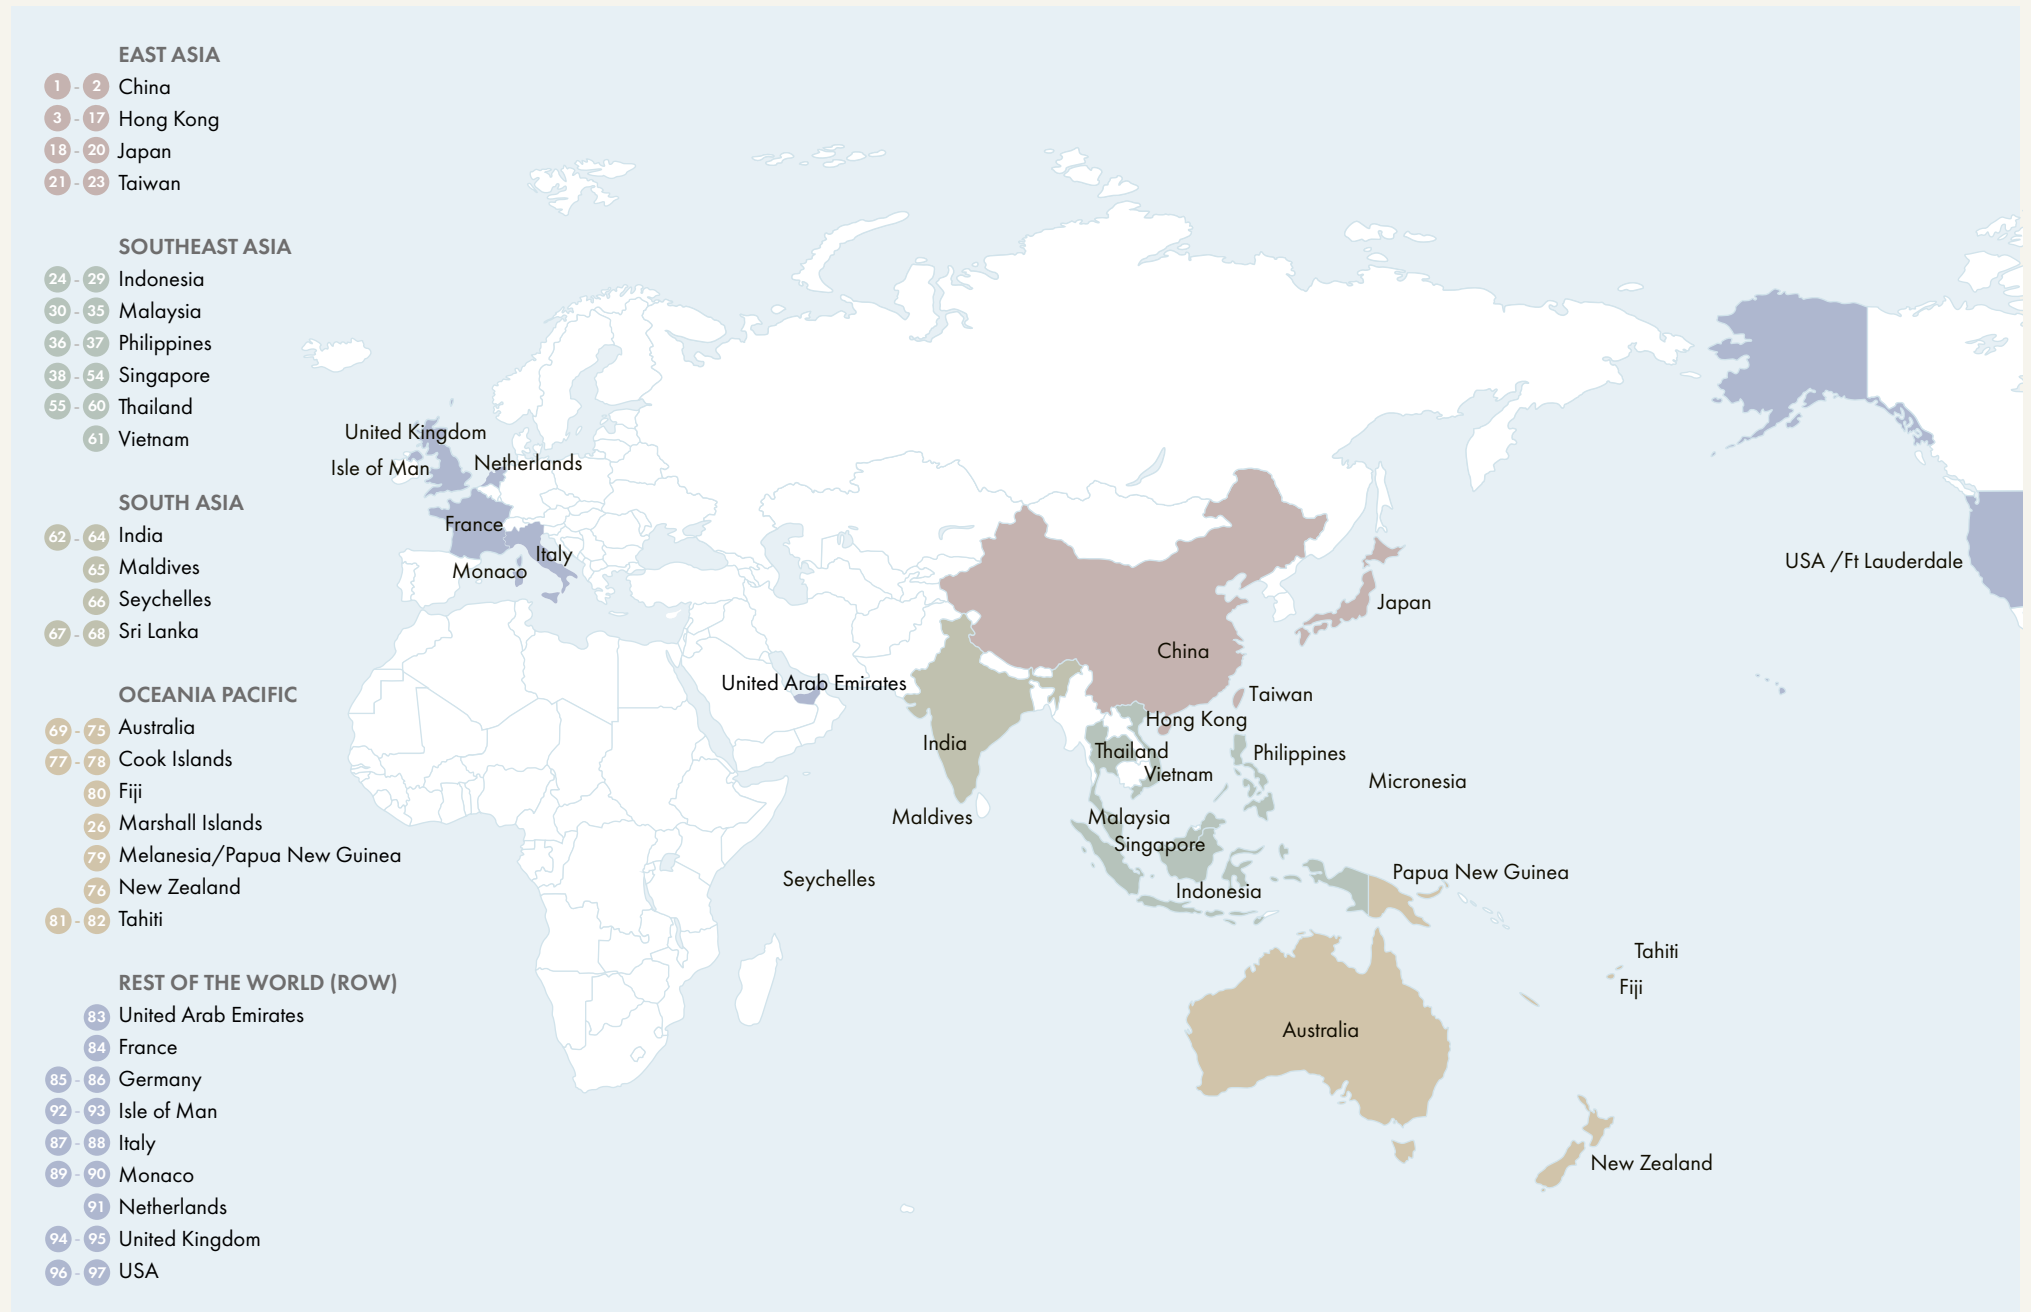 EAST ASIA
1 - 2 China
3 - 17 Hong Kong
18 - 20 Japan
21 - 23 Taiwan
SOUTHEAST ASIA
24 - 29 Indonesia
30 - 35 Malaysia
36 - 37 Philippines
38 - 54 Singapore
55 - 60 Thailand
61 Vietnam
SOUTH ASIA
62 - 64 India
65 Maldives
66 Seychelles
67 - 68 Sri Lanka
OCEANIA PACIFIC
69 - 75 Australia
77 - 78 Cook Islands
80 Fiji
26 Marshall Islands
79 Melanesia/Papua New Guinea
76 New Zealand
81 - 82 Tahiti
REST OF THE WORLD (ROW)
83 United Arab Emirates
84 France
85 - 86 Germany
92 - 93 Isle of Man
87 - 88 Italy
89 - 90 Monaco
91 Netherlands
94 - 95 United Kingdom
96 - 97 USA
United Kingdom
Isle of Man
Netherlands
France
Italy
Monaco
USA /Ft Lauderdale
Japan
China
United Arab Emirates
Taiwan
Hong Kong
India
Thailand
Philippines
Vietnam
Micronesia
Maldives
Malaysia
Singapore
Seychelles
Papua New Guinea
Indonesia
Tahiti
Fiji
Australia
New Zealand